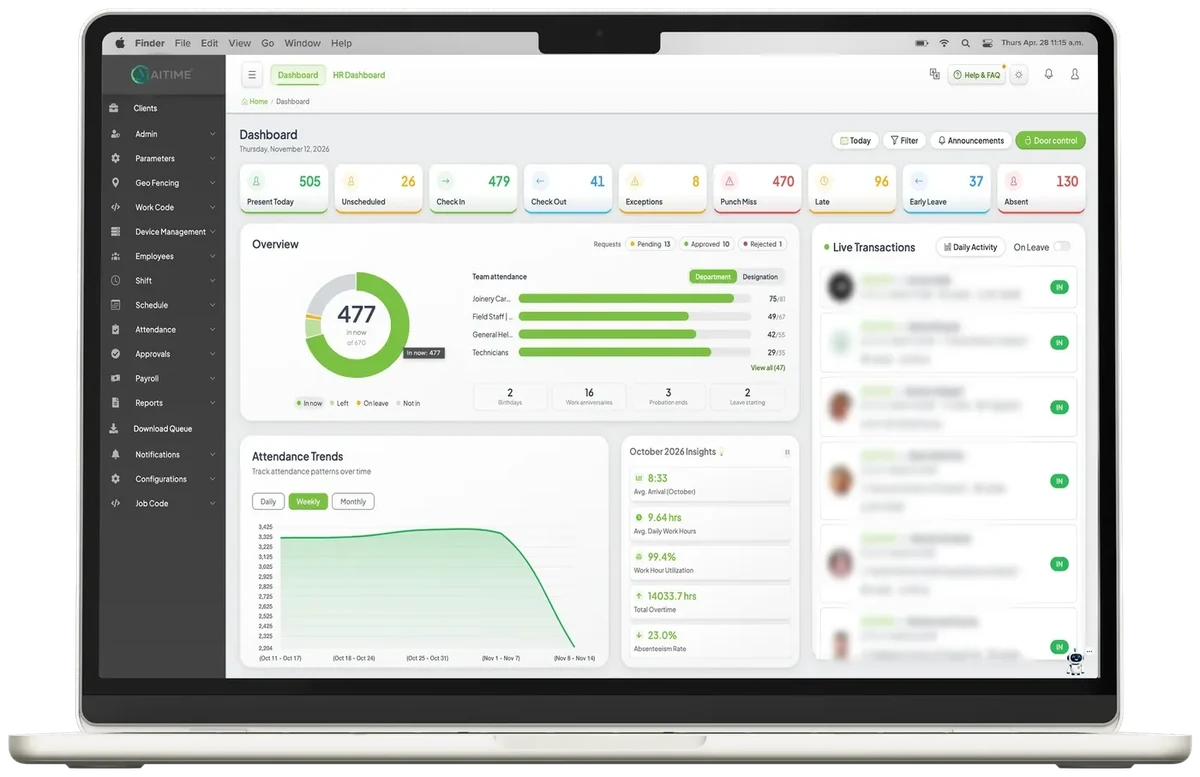 Finder File Edit View Go Window Help
Thurs Apr. 28 11:15 a.m.
AITIME
Dashboard
HR Dashboard
Help & FAQ
Home / Dashboard
Clients
Admin
Parameters
Geo Fencing
Work Code
Device Management
Employees
Shift
Schedule
Attendance
Approvals
Payroll
Reports
Download Queue
Notifications
Configurations
Job Code
Dashboard
Thursday, November 12, 2026
Today
Filter
Announcements
Door control
505
Present Today
26
Unscheduled
479
Check In
41
Check Out
8
Exceptions
470
Punch Miss
96
Late
37
Early Leave
130
Absent
Overview
Requests
Pending 13
Approved 10
Rejected 1
477
in now
of 670
In now: 477
In now
Left
On leave
Not in
Team attendance
Department
Designation
Joinery Car... 75/81
Field Staff | ... 49/67
General Hel... 42/55
Technicians 29/35
View all (47)
2
Birthdays
16
Work anniversaries
3
Probation ends
2
Leave starting
Live Transactions
Daily Activity
On Leave
IN
IN
IN
IN
IN
IN
Attendance Trends
Track attendance patterns over time
Daily
Weekly
Monthly
3,425
3,325
3,225
3,125
3,025
2,925
2,825
2,725
2,625
2,525
2,425
2,325
2,204
(Oct 11 - Oct 17)
(Oct 18 - Oct 24)
(Oct 25 - Oct 31)
(Nov 1 - Nov 7)
(Nov 8 - Nov 14)
October 2026 Insights
8:33
Avg. Arrival (October)
9.64 hrs
Avg. Daily Work Hours
99.4%
Work Hour Utilization
14033.7 hrs
Total Overtime
23.0%
Absenteeism Rate